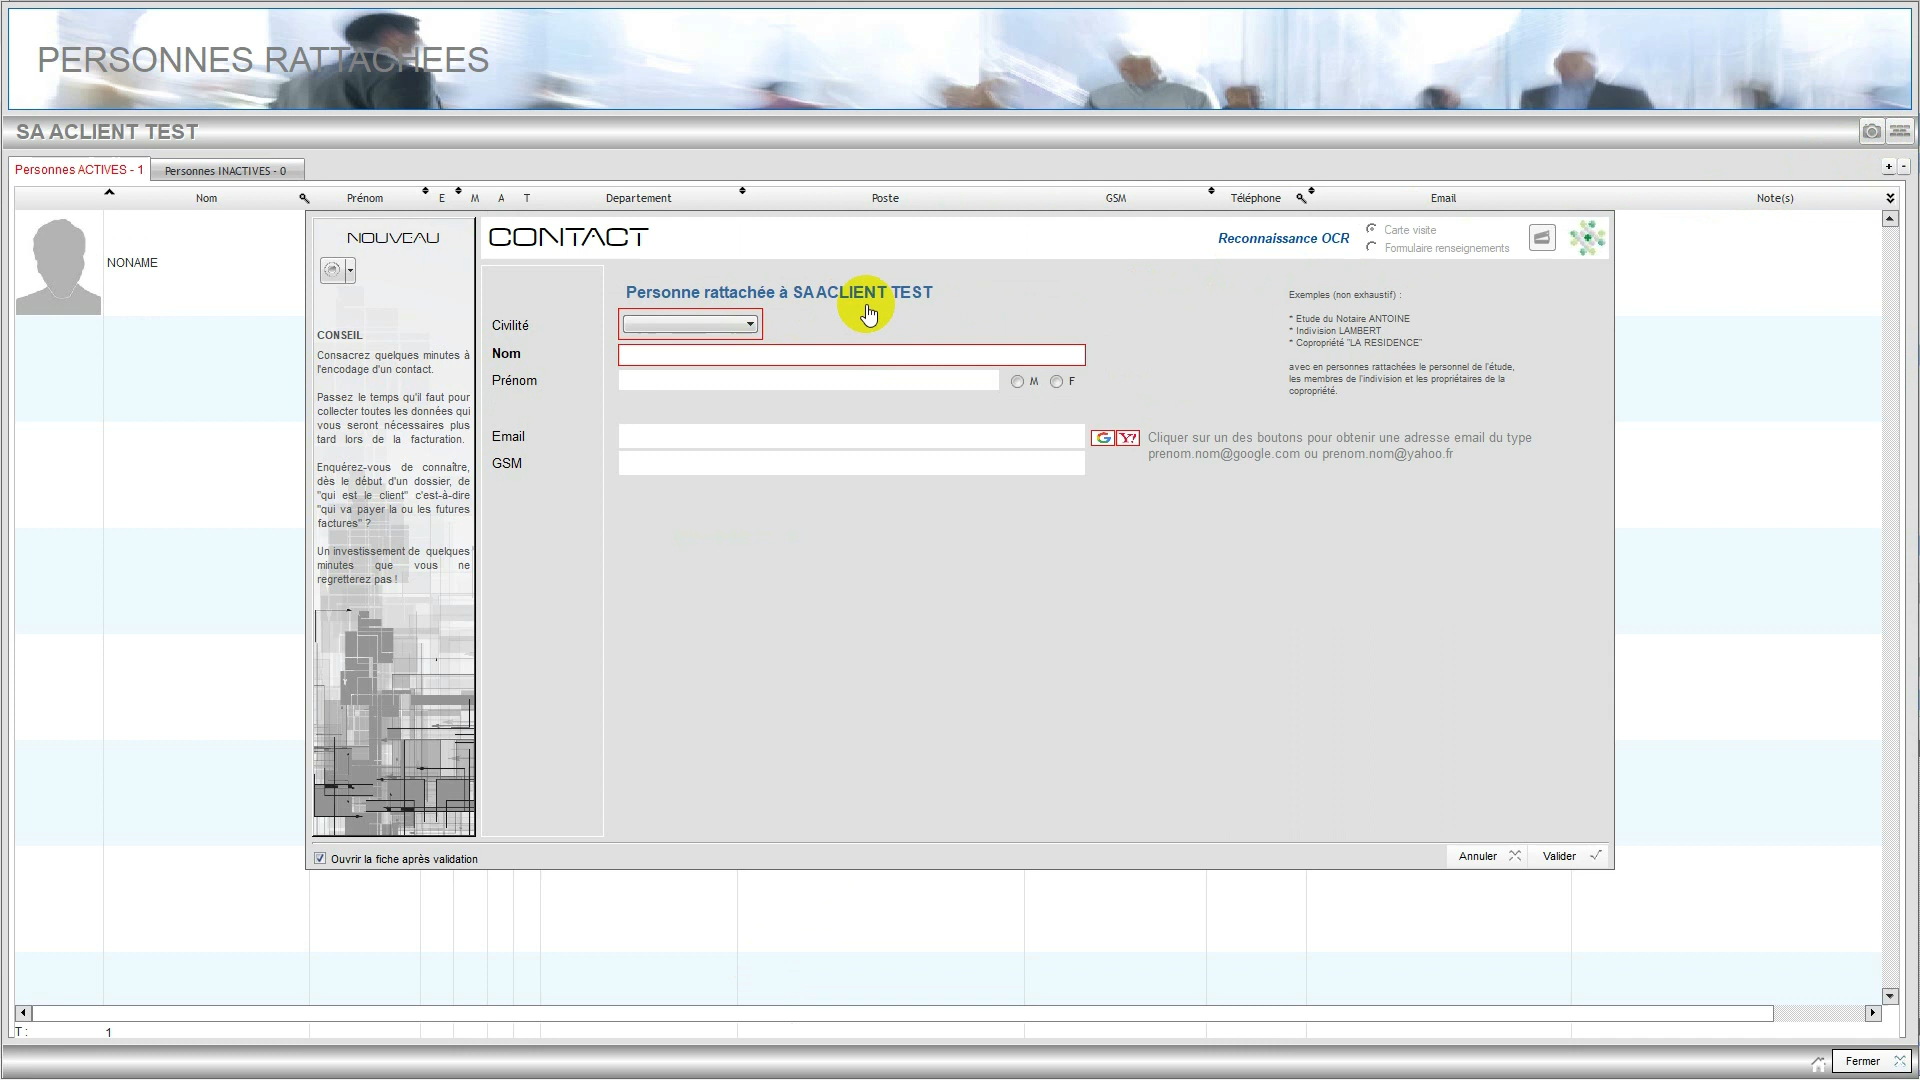 PERSONNES RATTACHEES
SA ACLIENT TEST
Personnes ACTIVES - 1
Personnes INACTIVES - 0
+ -
Nom Prénom E M A T Departement Poste GSM Téléphone Email Note(s)
NONAME
NOUVEAU
CONSEIL
Consacrez quelques minutes à
l'encodage d'un contact.
Passez le temps qu'il faut pour
collecter toutes les données qui
vous seront nécessaires plus
tard lors de la facturation.
Enquérez-vous de connaître,
dès le début d'un dossier, de
"qui est le client" c'est-à-dire
"qui va payer la ou les futures
factures" ?
Un investissement de quelques
minutes que vous ne
regretterez pas !
CONTACT
Reconnaissance OCR
Carte visite
Formulaire renseignements
Personne rattachée à SA ACLIENT TEST
Civilité
Nom
Prénom
M F
Email
GSM
G Y!
Cliquer sur un des boutons pour obtenir une adresse email du type
prenom.nom@google.com ou prenom.nom@yahoo.fr
Exemples (non exhaustif) :
* Etude du Notaire ANTOINE
* Indivision LAMBERT
* Copropriété "LA RESIDENCE"
avec en personnes rattachées le personnel de l'étude,
les membres de l'indivision et les propriétaires de la
copropriété.
Ouvrir la fiche après validation
Annuler
Valider
T : 1
Fermer